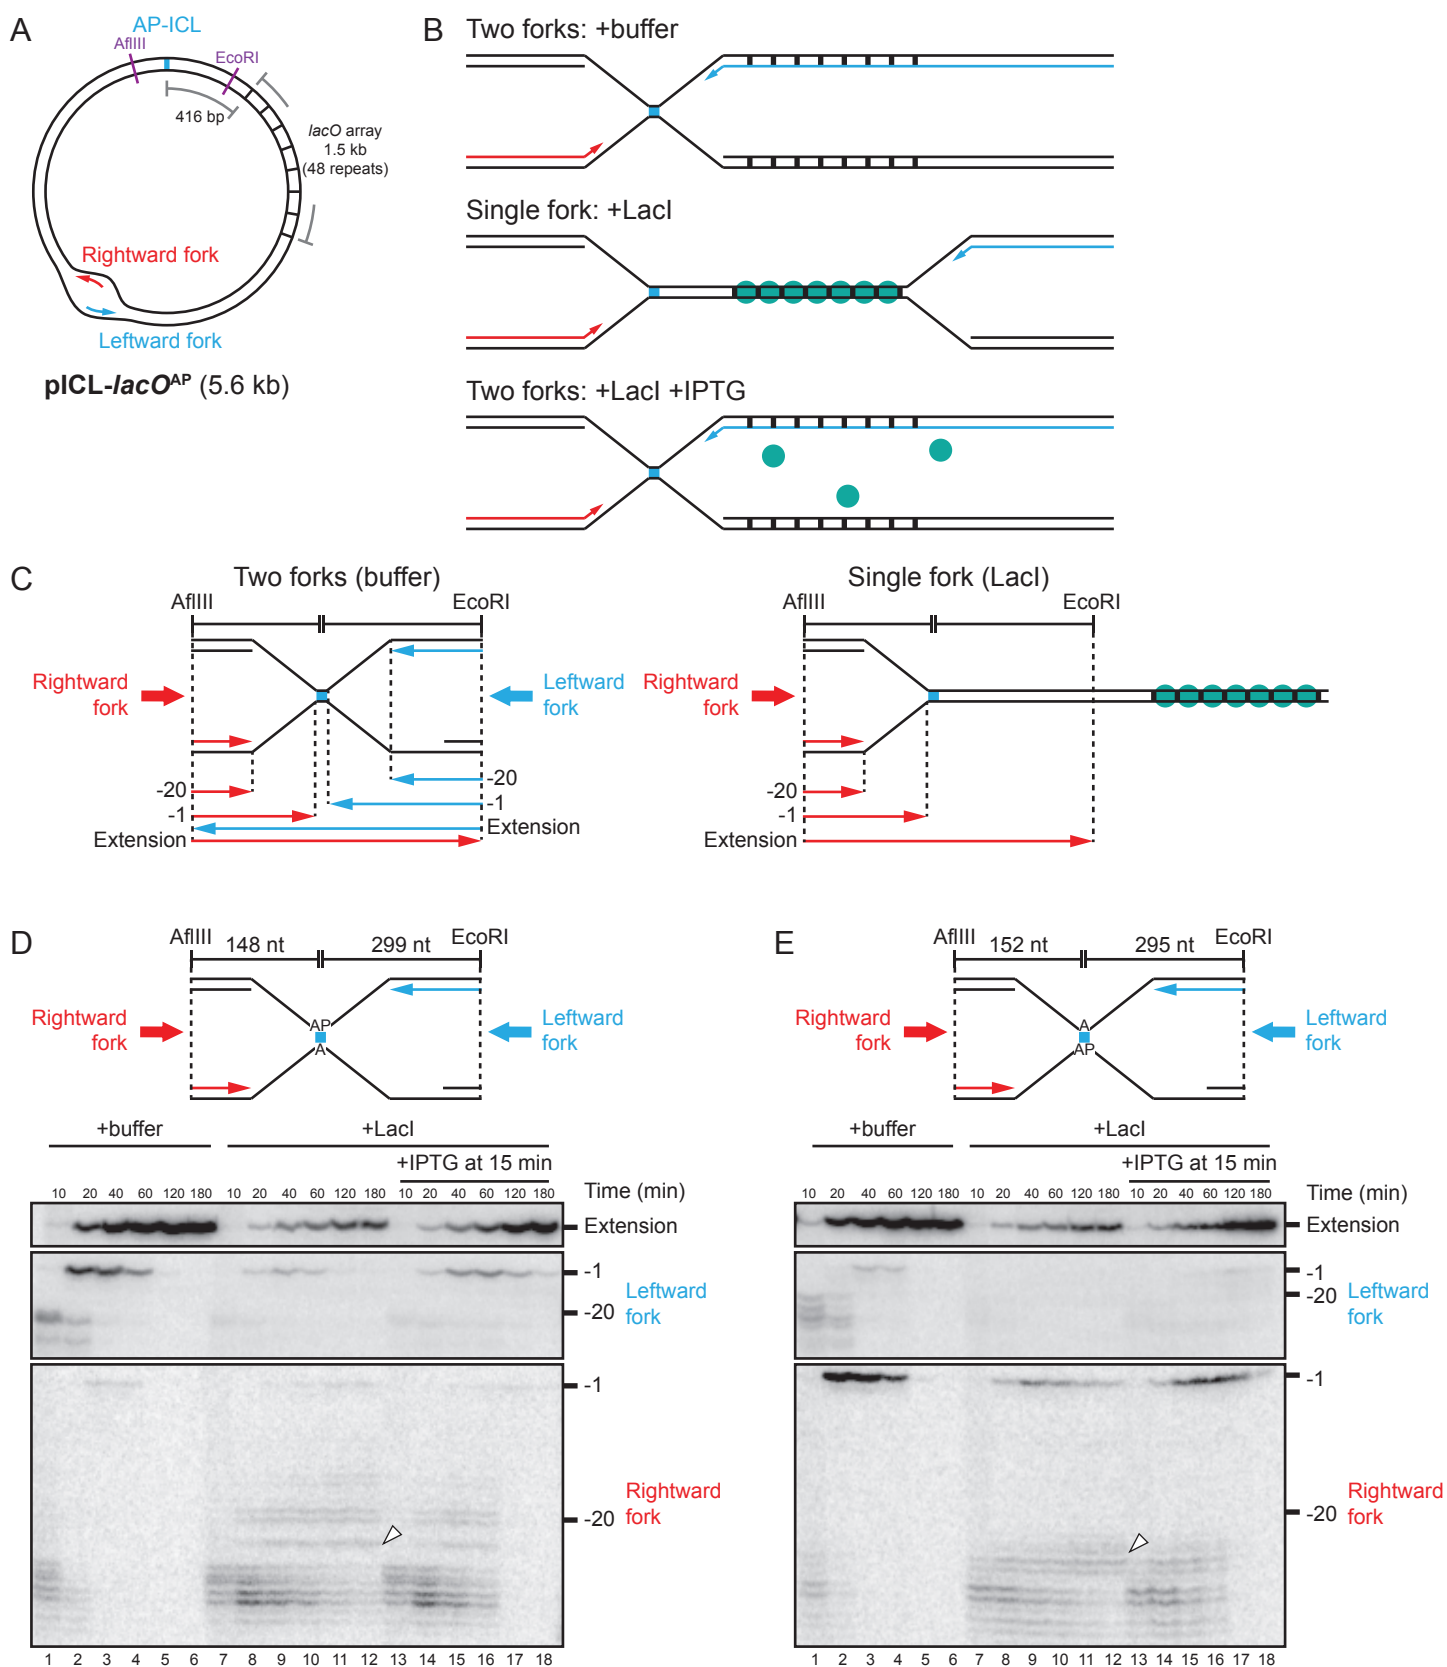 A
AP-ICL
AflIII
EcoRI
416 bp
lacO array
1.5 kb
(48 repeats)
Rightward fork
Leftward fork
pICL-lacO^AP (5.6 kb)
B
Two forks: +buffer
Single fork: +LacI
Two forks: +LacI +IPTG
C
Two forks (buffer)
AflIII
EcoRI
Rightward
fork
Leftward
fork
-20
-20
-1
-1
Extension
Extension
Single fork (LacI)
AflIII
EcoRI
Rightward
fork
-20
-1
Extension
D
AflIII
148 nt
299 nt
EcoRI
Rightward
fork
AP
A
Leftward
fork
+buffer
+LacI
+IPTG at 15 min
10 20 40 60 120 180 10 20 40 60 120 180 10 20 40 60 120 180 Time (min)
Extension
-1
-20
Leftward
fork
-1
-20
Rightward
fork
1 2 3 4 5 6 7 8 9 10 11 12 13 14 15 16 17 18
E
AflIII
152 nt
295 nt
EcoRI
Rightward
fork
A
AP
Leftward
fork
+buffer
+LacI
+IPTG at 15 min
10 20 40 60 120 180 10 20 40 60 120 180 10 20 40 60 120 180 Time (min)
Extension
-1
-20
Leftward
fork
-1
-20
Rightward
fork
1 2 3 4 5 6 7 8 9 10 11 12 13 14 15 16 17 18